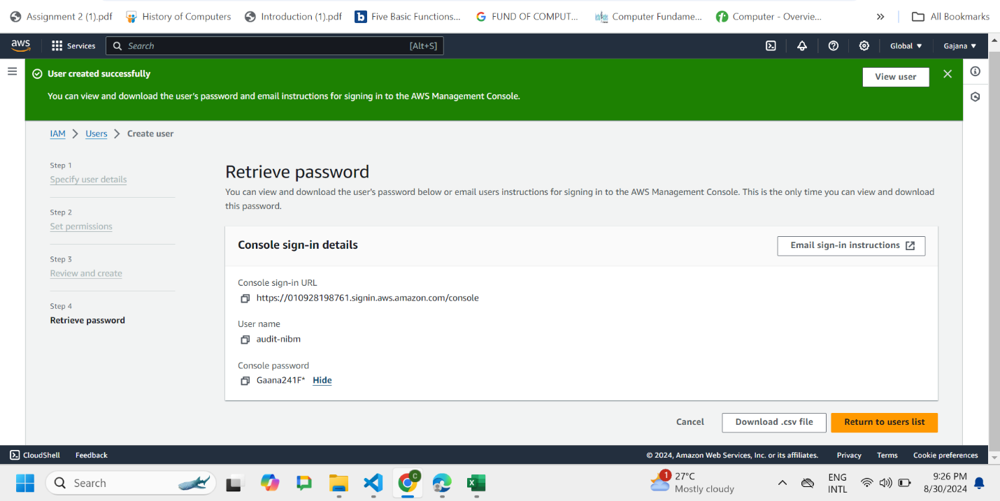 Assignment 2 (1).pdf History of Computers Introduction (1).pdf Five Basic Functions... FUND OF COMPUT... Computer Fundame... Computer - Overvie... » All Bookmarks
aws Services Search [Alt+S] Global Gajana
User created successfully
View user
You can view and download the user's password and email instructions for signing in to the AWS Management Console.
IAM > Users > Create user
Step 1
Specify user details
Step 2
Set permissions
Step 3
Review and create
Step 4
Retrieve password
Retrieve password
You can view and download the user's password below or email users instructions for signing in to the AWS Management Console. This is the only time you can view and download
this password.
Console sign-in details
Email sign-in instructions
Console sign-in URL
https://010928198761.signin.aws.amazon.com/console
User name
audit-nibm
Console password
Gaana241F* Hide
Cancel Download .csv file Return to users list
CloudShell Feedback © 2024, Amazon Web Services, Inc. or its affiliates. Privacy Terms Cookie preferences
Search
C
1
27°C
Mostly cloudy
ENG
INTL
9:26 PM
8/30/2024